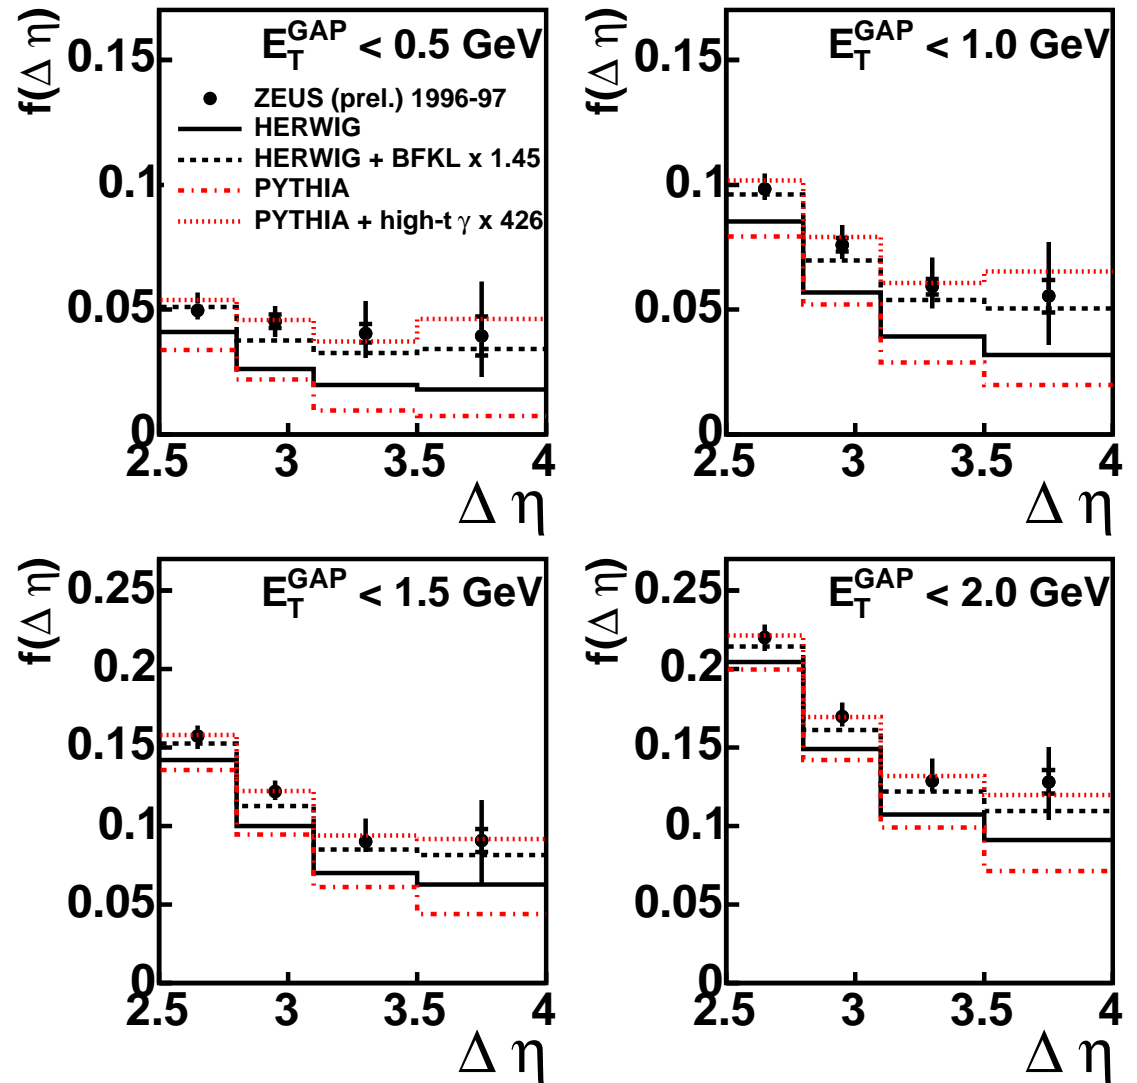 f(Δ η)
E_T^GAP < 0.5 GeV
0.15
0.1
0.05
0
ZEUS (prel.) 1996-97
HERWIG
HERWIG + BFKL x 1.45
PYTHIA
PYTHIA + high-t γ x 426
2.5 3 3.5 4
Δ η
f(Δ η)
E_T^GAP < 1.0 GeV
0.15
0.1
0.05
0
2.5 3 3.5 4
Δ η
f(Δ η)
E_T^GAP < 1.5 GeV
0.25
0.2
0.15
0.1
0.05
0
2.5 3 3.5 4
Δ η
f(Δ η)
E_T^GAP < 2.0 GeV
0.25
0.2
0.15
0.1
0.05
0
2.5 3 3.5 4
Δ η